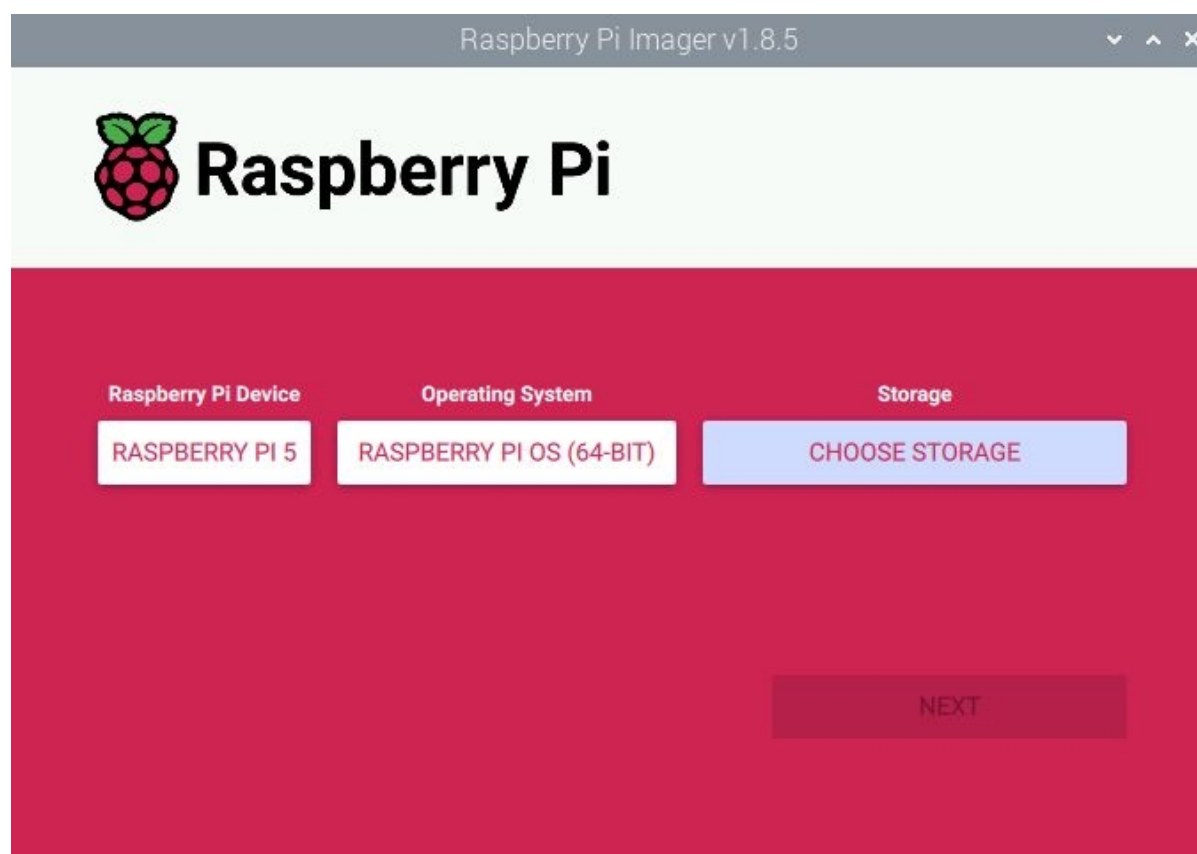 Raspberry Pi Imager v1.8.5
Raspberry Pi
Raspberry Pi Device
Operating System
Storage
RASPBERRY PI 5
RASPBERRY PI OS (64-BIT)
CHOOSE STORAGE
NEXT